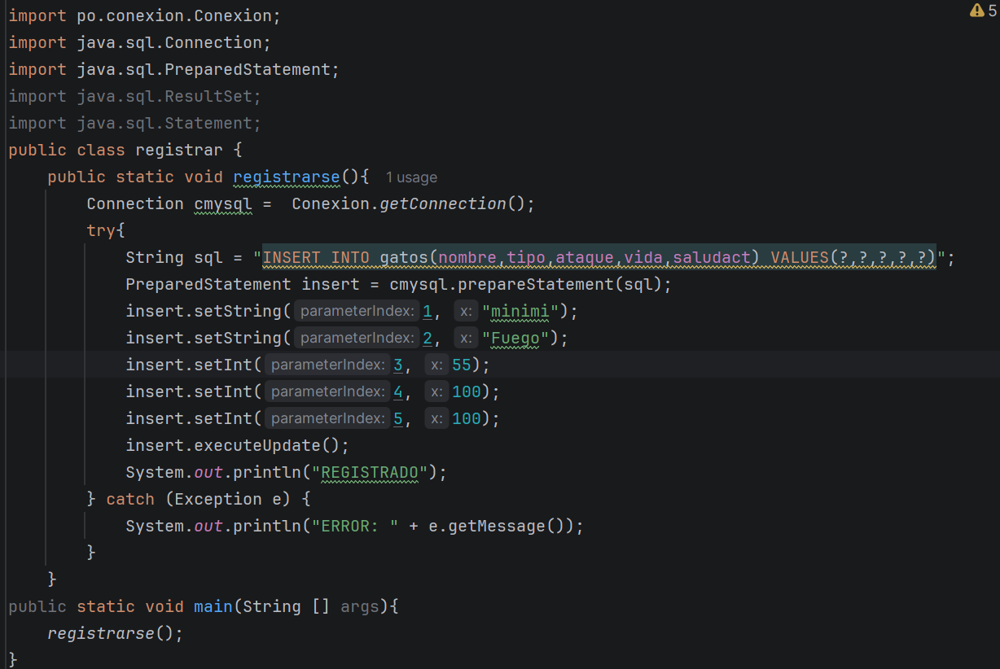 import po.conexion.Conexion;
5
import java.sql.Connection;
import java.sql.PreparedStatement;
import java.sql.ResultSet;
import java.sql.Statement;
public class registrar {
    public static void registrarse(){ 1 usage
        Connection cmysql =  Conexion.getConnection();
        try{
            String sql = "INSERT INTO gatos(nombre,tipo,ataque,vida,saludact) VALUES(?,?,?,?,?)";
            PreparedStatement insert = cmysql.prepareStatement(sql);
            insert.setString( parameterIndex: 1, x: "minimi");
            insert.setString( parameterIndex: 2, x: "Fuego");
            insert.setInt( parameterIndex: 3, x: 55);
            insert.setInt( parameterIndex: 4, x: 100);
            insert.setInt( parameterIndex: 5, x: 100);
            insert.executeUpdate();
            System.out.println("REGISTRADO");
        } catch (Exception e) {
            System.out.println("ERROR: " + e.getMessage());
        }
    }
public static void main(String [] args){
    registrarse();
}